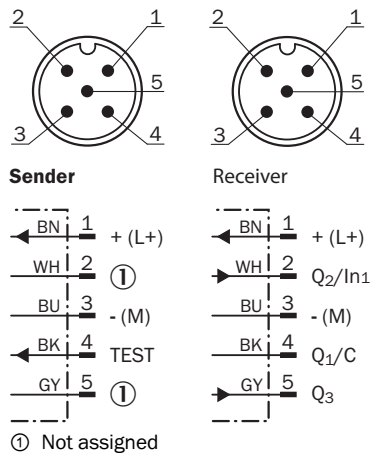 2 1 2 1
5 5
3 4 3 4
Sender Receiver
BN 1 + (L+) BN 1 + (L+)
WH 2 ① WH 2 Q2/In1
BU 3 - (M) BU 3 - (M)
BK 4 TEST BK 4 Q1/C
GY 5 ① GY 5 Q3
① Not assigned